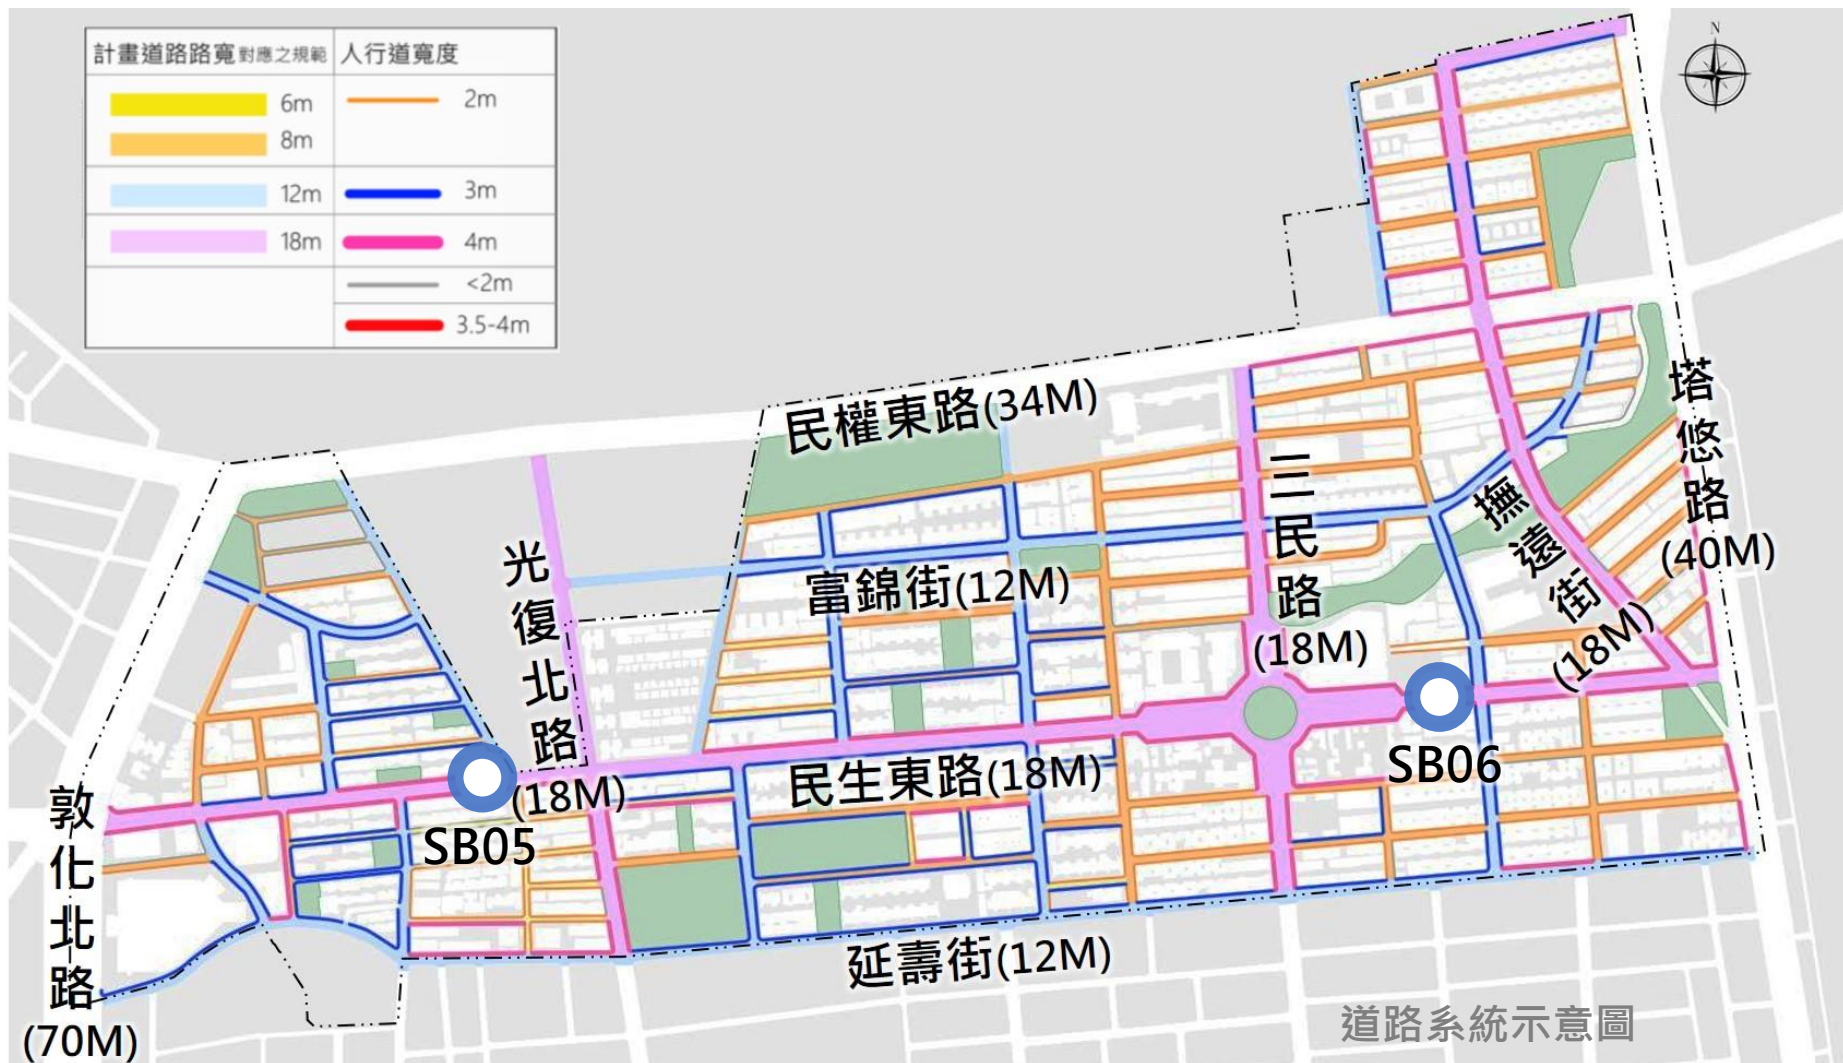 計畫道路路寬 對應之規範 人行道寬度
6m 2m
8m
12m 3m
18m 4m
<2m
3.5-4m
N
民權東路(34M)
塔悠路
(40M)
三民路
(18M)
撫遠街
(18M)
光復北路
(18M)
富錦街(12M)
SB06
民生東路(18M)
SB05
敦化北路
(70M)
延壽街(12M)
道路系統示意圖